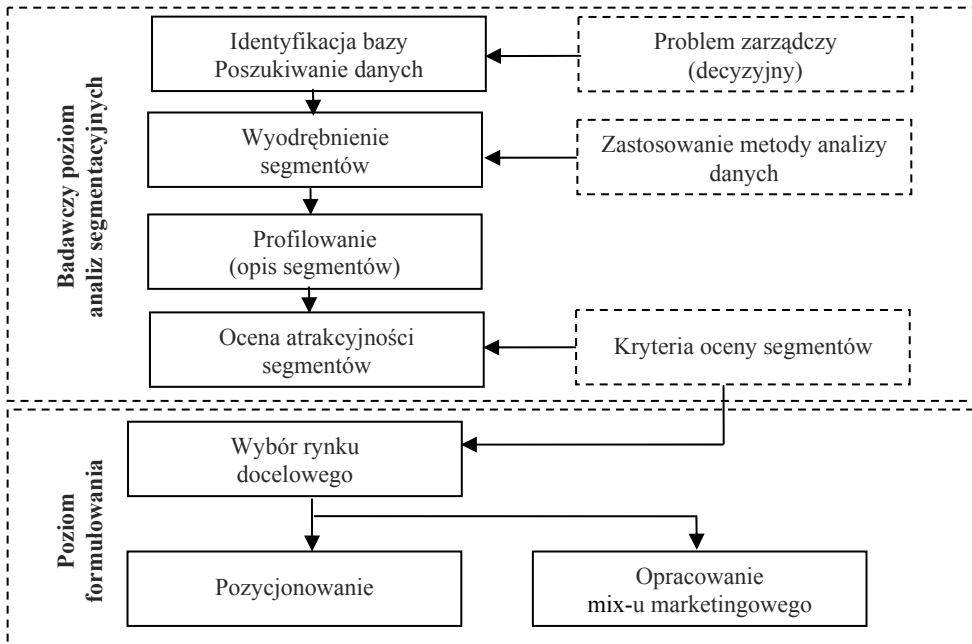 Badawczy poziom
analiz segmentacyjnych
Identyfikacja bazy
Poszukiwanie danych
Problem zarządczy
(decyzyjny)
Wyodrębnienie
segmentów
Zastosowanie metody analizy
danych
Profilowanie
(opis segmentów)
Ocena atrakcyjności
segmentów
Kryteria oceny segmentów
Poziom
formułowania
Wybór rynku
docelowego
Pozycjonowanie
Opracowanie
mix-u marketingowego